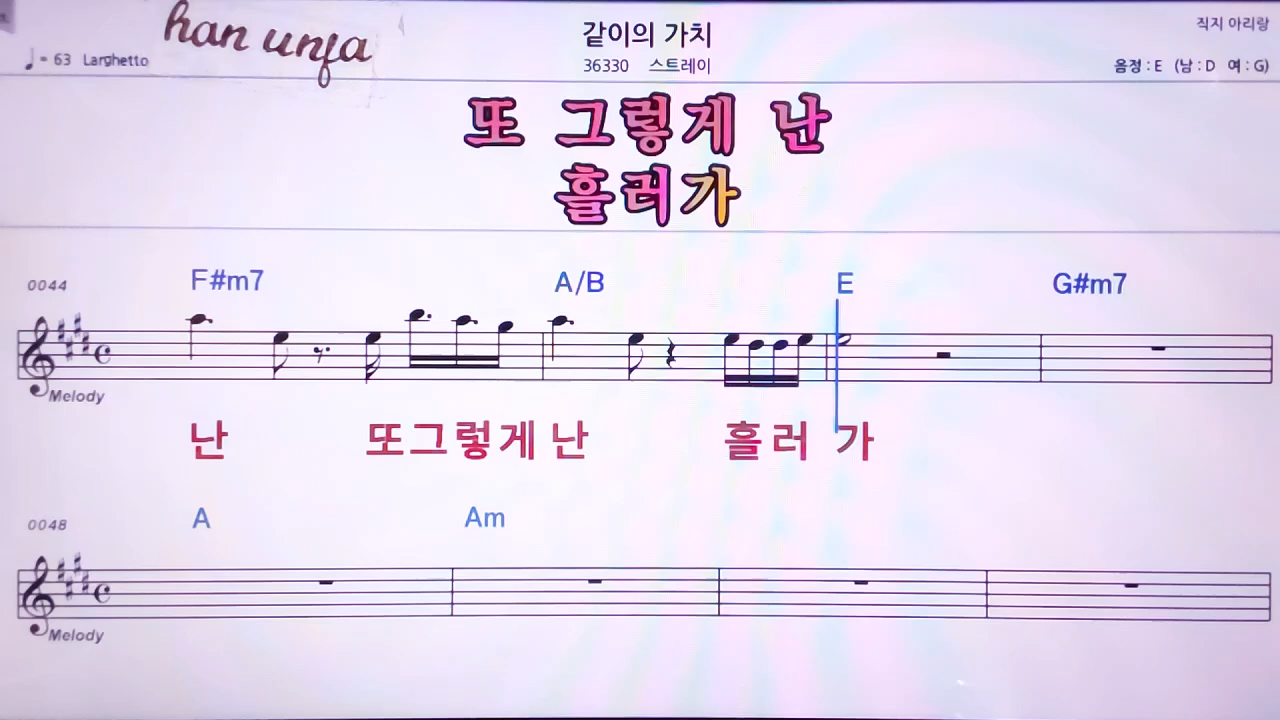 han unja
♩= 63 Larghetto
같이의 가치
36330 스트레이
직지 아리랑
음정 : E (남 : D 여 : G)
또 그렇게 난
흘러가
0044
F#m7 A/B E G#m7
Melody
난 또그렇게 난 흘러 가
0048
A Am
Melody